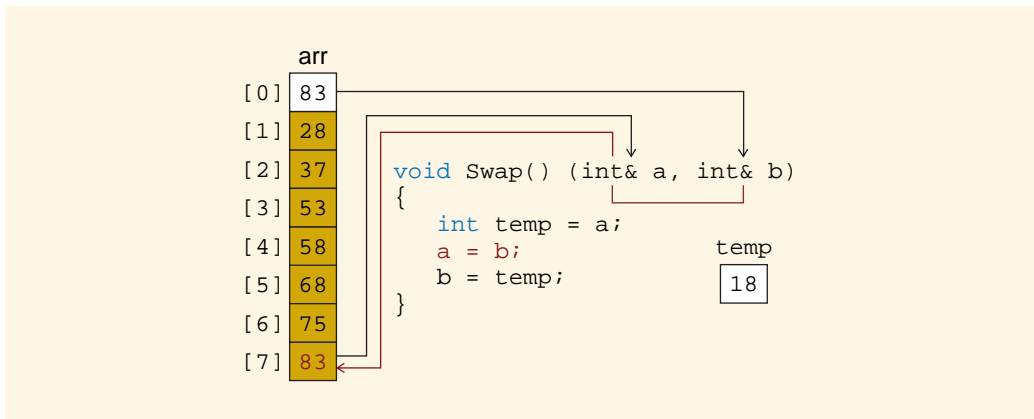 arr
[0] 83
[1] 28
[2] 37
[3] 53
[4] 58
[5] 68
[6] 75
[7] 83
void Swap() (int& a, int& b)
{
int temp = a;
a = b;
b = temp;
}
temp
18